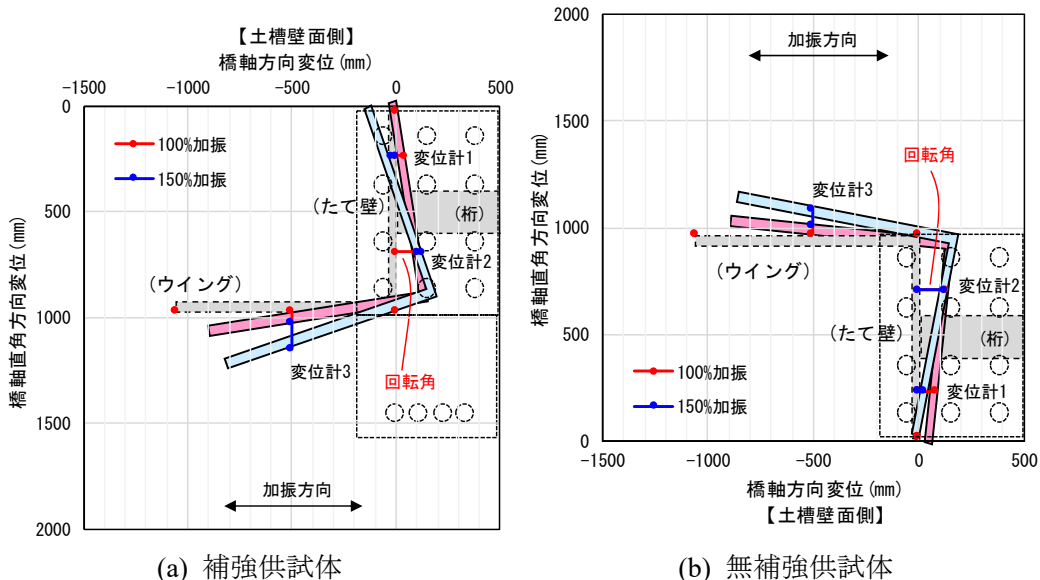 【土槽壁面側】
橋軸方向変位(mm)
-1500
-1000
-500
0
500
0
500
1000
1500
2000
橋軸直角方向変位(mm)
100%加振
150%加振
変位計1
(たて壁)
(桁)
変位計2
(ウイング)
変位計3
回転角
加振方向
(a) 補強供試体
2000
1500
1000
500
0
橋軸直角方向変位(mm)
加振方向
回転角
変位計3
(ウイング)
変位計2
(たて壁)
(桁)
変位計1
100%加振
150%加振
-1500
-1000
-500
0
500
橋軸方向変位(mm)
【土槽壁面側】
(b) 無補強供試体